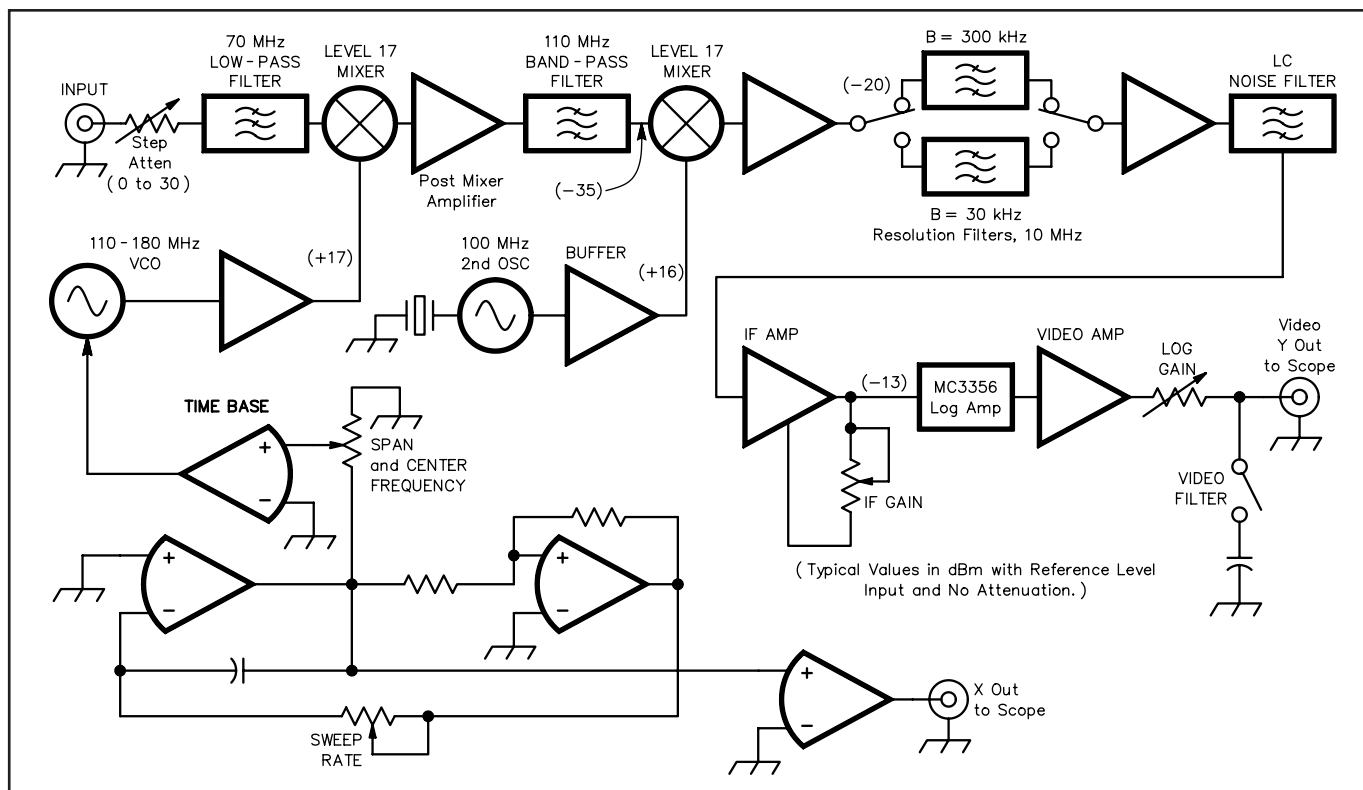 INPUT
Step
Atten
(0 to 30)
70 MHz
LOW-PASS
FILTER
LEVEL 17
MIXER
Post Mixer
Amplifier
110 MHz
BAND-PASS
FILTER
(−35)
LEVEL 17
MIXER
(−20)
B = 300 kHz
B = 30 kHz
Resolution Filters, 10 MHz
LC
NOISE FILTER
110-180 MHz
VCO
(+17)
100 MHz
2nd OSC
BUFFER
(+16)
IF AMP
(−13)
MC3356
Log Amp
VIDEO AMP
LOG
GAIN
Video
Y Out
to Scope
VIDEO
FILTER
IF GAIN
TIME BASE
+
−
SPAN
and CENTER
FREQUENCY
+
−
+
−
(Typical Values in dBm with Reference Level
Input and No Attenuation.)
+
−
X Out
to Scope
SWEEP
RATE